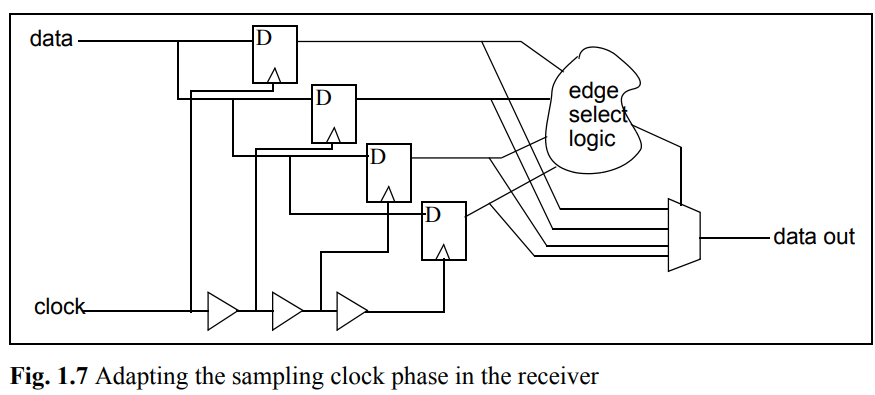 data
D
D
D
D
edge
select
logic
data out
clock
Fig. 1.7 Adapting the sampling clock phase in the receiver